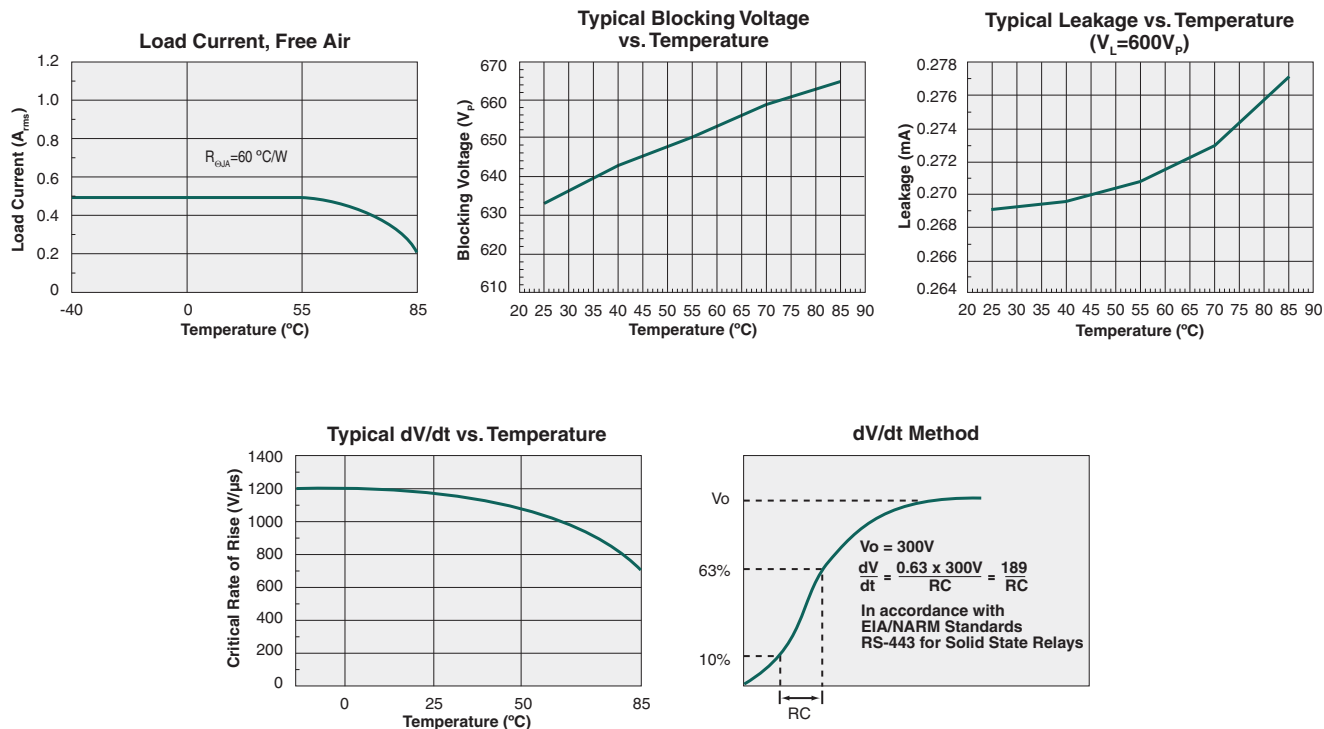 Load Current, Free Air
1.2
1.0
0.8
0.6
0.4
0.2
0
Load Current (Arms)
RΘJA=60 ºC/W
-40 0 55 85
Temperature (ºC)
Typical Blocking Voltage
vs. Temperature
670
660
650
640
630
620
610
Blocking Voltage (VP)
20 25 30 35 40 45 50 55 60 65 70 75 80 85 90
Temperature (ºC)
Typical Leakage vs. Temperature
(VL=600VP)
0.278
0.276
0.274
0.272
0.270
0.268
0.266
0.264
Leakage (mA)
20 25 30 35 40 45 50 55 60 65 70 75 80 85 90
Temperature (ºC)
Typical dV/dt vs. Temperature
1400
1200
1000
800
600
400
200
0
Critical Rate of Rise (V/µs)
0 25 50 85
Temperature (ºC)
dV/dt Method
Vo
63%
10%
RC
Vo = 300V
dV/dt = 0.63 x 300V/RC = 189/RC
In accordance with
EIA/NARM Standards
RS-443 for Solid State Relays